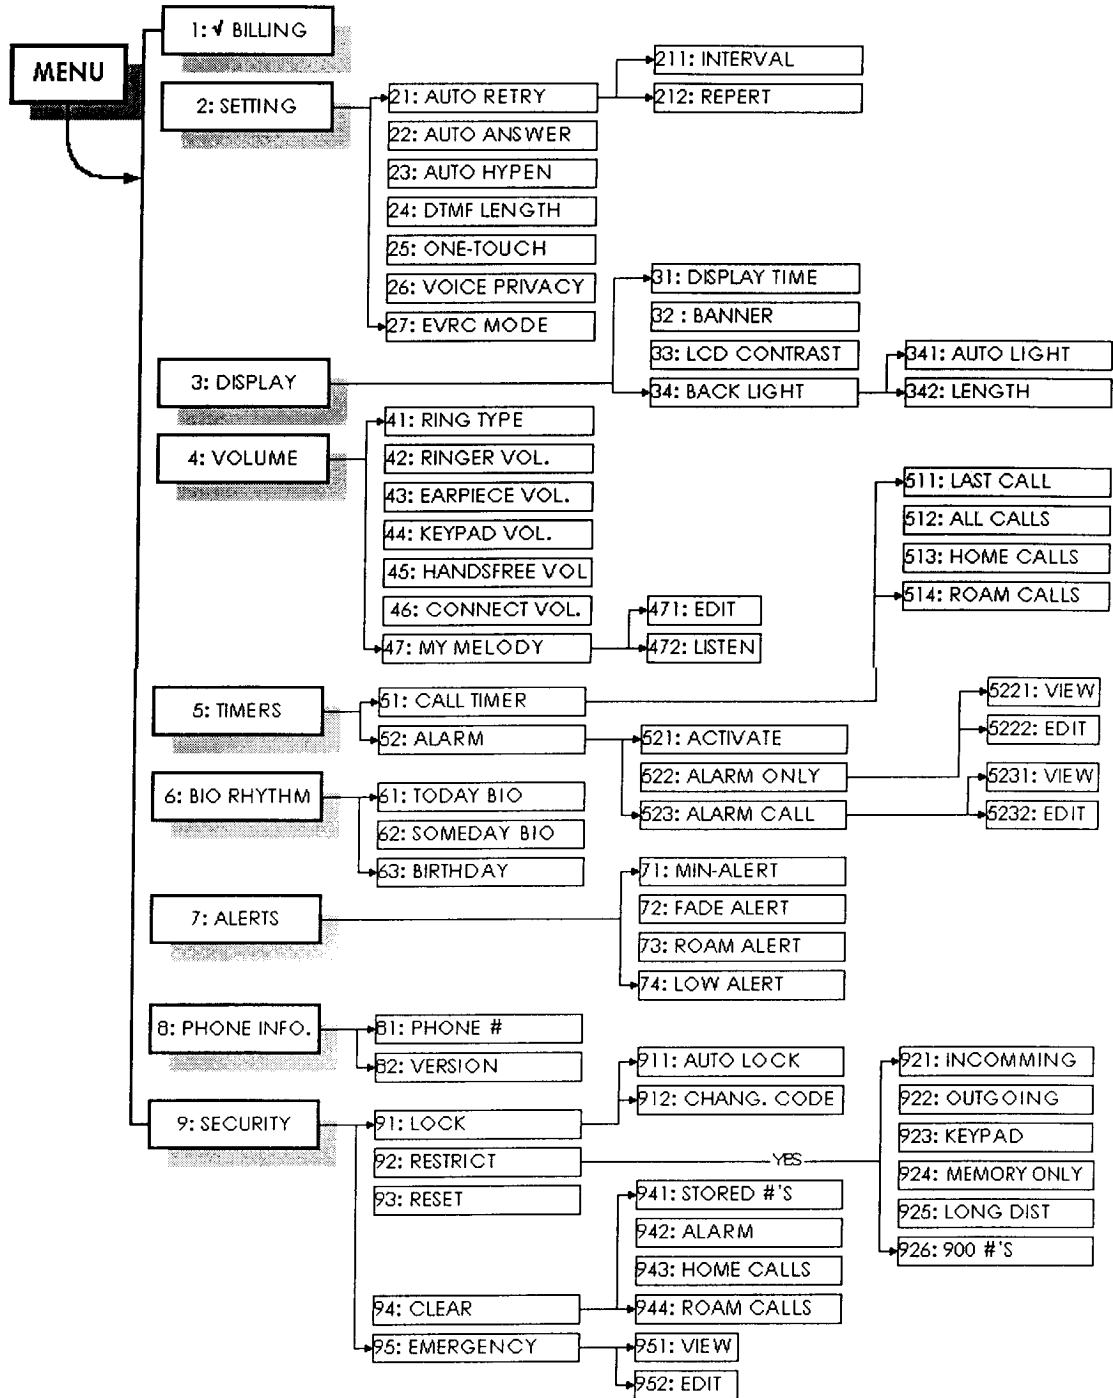 MENU
1: √ BILLING
2: SETTING
21: AUTO RETRY
211: INTERVAL
212: REPERT
22: AUTO ANSWER
23: AUTO HYPEN
24: DTMF LENGTH
25: ONE-TOUCH
26: VOICE PRIVACY
27: EVRC MODE
3: DISPLAY
31: DISPLAY TIME
32 : BANNER
33: LCD CONTRAST
34: BACK LIGHT
341: AUTO LIGHT
342: LENGTH
4: VOLUME
41: RING TYPE
42: RINGER VOL.
43: EARPIECE VOL.
44: KEYPAD VOL.
45: HANDSFREE VOL
46: CONNECT VOL.
47: MY MELODY
471: EDIT
472: LISTEN
5: TIMERS
51: CALL TIMER
511: LAST CALL
512: ALL CALLS
513: HOME CALLS
514: ROAM CALLS
52: ALARM
521: ACTIVATE
522: ALARM ONLY
5221: VIEW
5222: EDIT
523: ALARM CALL
5231: VIEW
5232: EDIT
6: BIO RHYTHM
61: TODAY BIO
62: SOMEDAY BIO
63: BIRTHDAY
7: ALERTS
71: MIN-ALERT
72: FADE ALERT
73: ROAM ALERT
74: LOW ALERT
8: PHONE INFO.
81: PHONE #
82: VERSION
9: SECURITY
91: LOCK
911: AUTO LOCK
912: CHANG. CODE
92: RESTRICT
YES
921: INCOMMING
922: OUTGOING
923: KEYPAD
924: MEMORY ONLY
925: LONG DIST
926: 900 #'S
93: RESET
94: CLEAR
941: STORED #'S
942: ALARM
943: HOME CALLS
944: ROAM CALLS
95: EMERGENCY
951: VIEW
952: EDIT